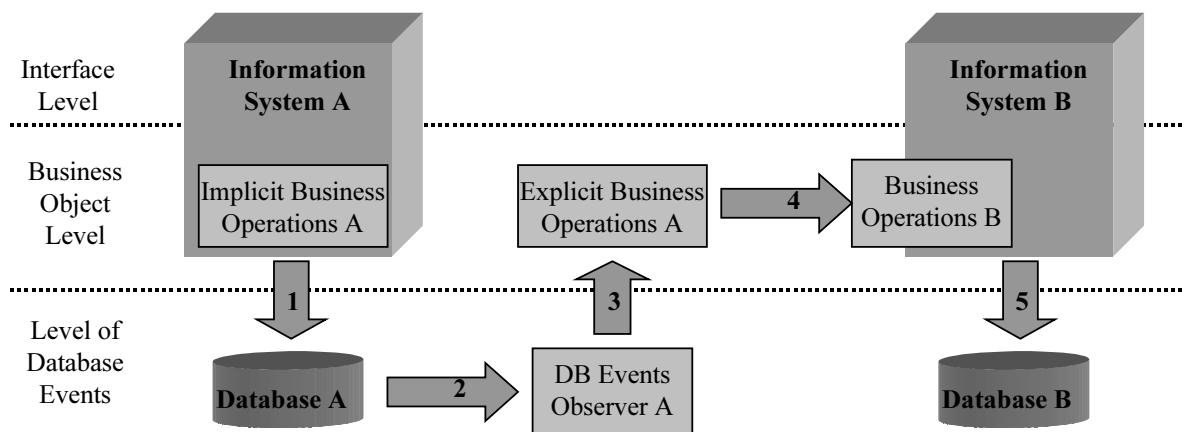 Interface
Level
Information
System A
Information
System B
Business
Object
Level
Implicit Business
Operations A
Explicit Business
Operations A
4
Business
Operations B
1
3
5
Level of
Database
Events
Database A
2
DB Events
Observer A
Database B